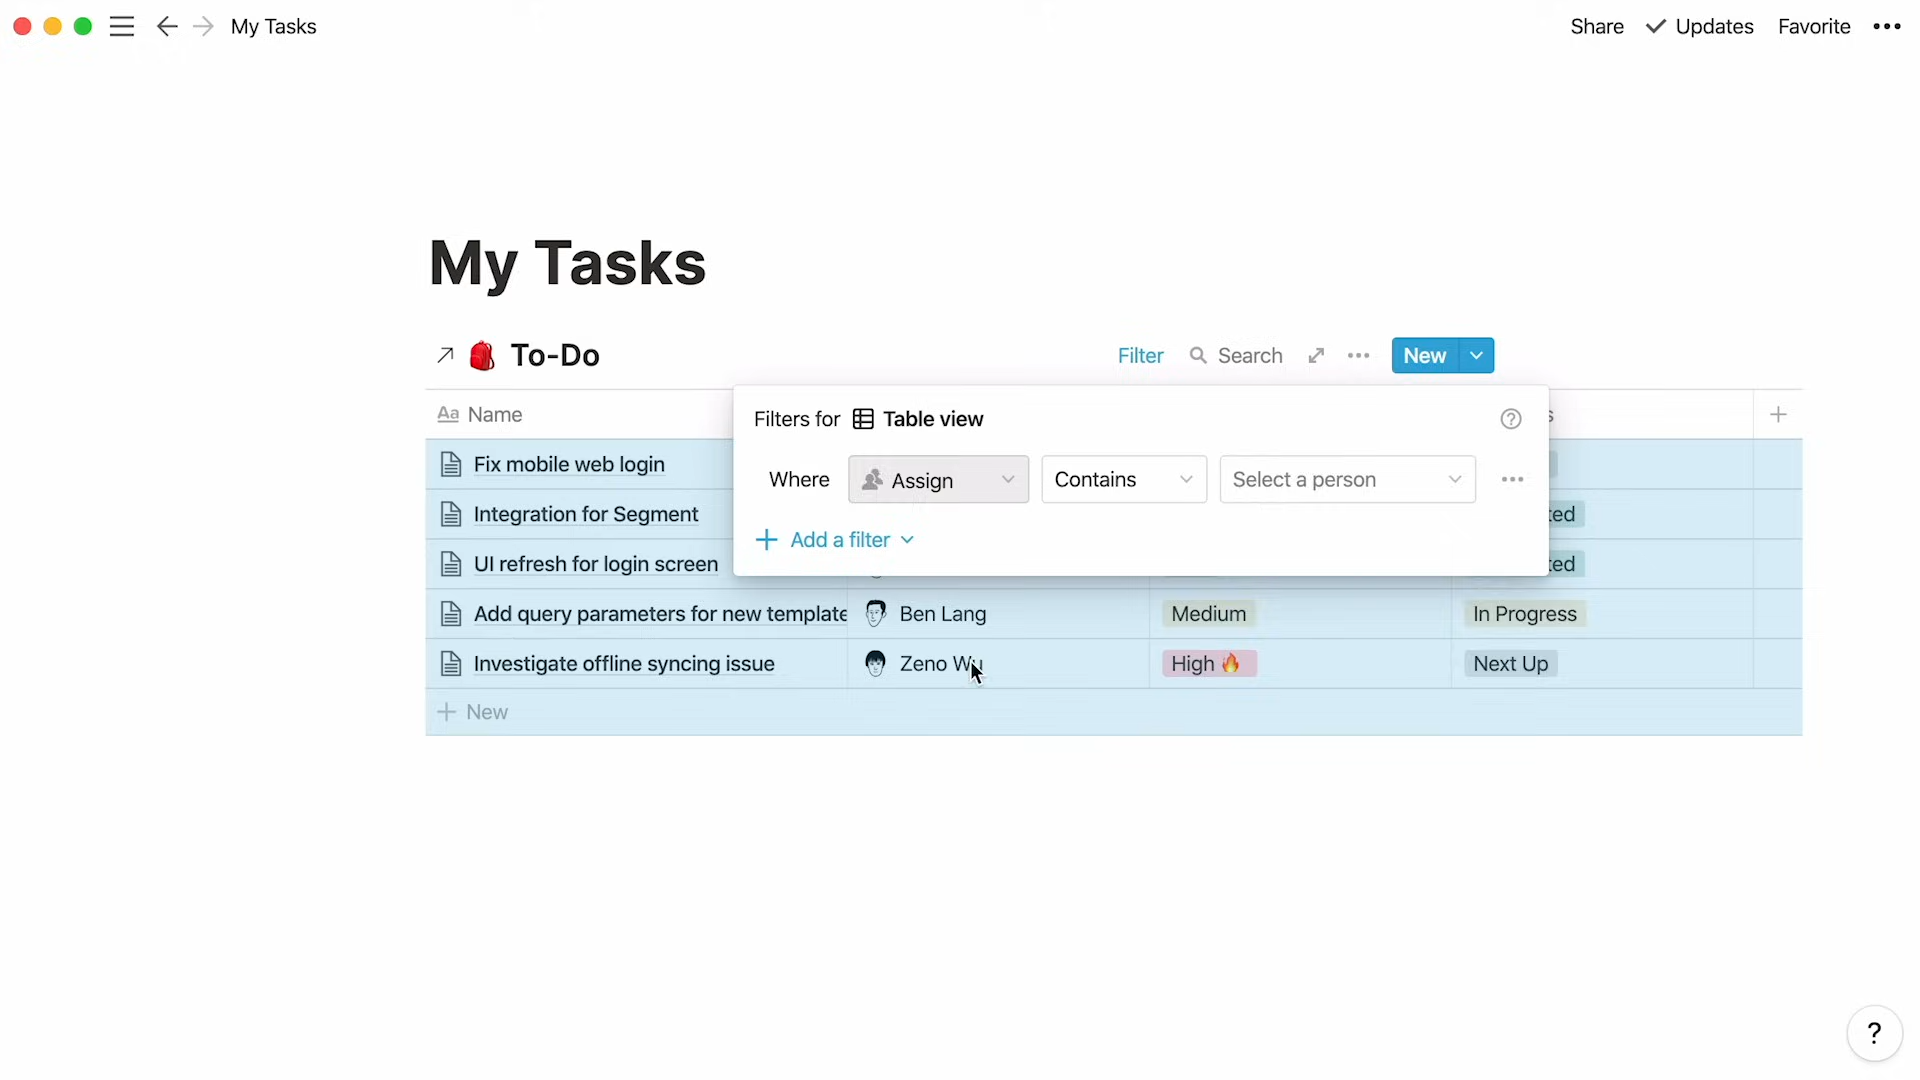 My Tasks
Share Updates Favorite
My Tasks
To-Do
Filter Search New
Aa Name
Filters for Table view
Where Assign Contains Select a person
Add a filter
Fix mobile web login
Integration for Segment
UI refresh for login screen
Add query parameters for new template Ben Lang Medium In Progress
Investigate offline syncing issue Zeno Wu High Next Up
New
?